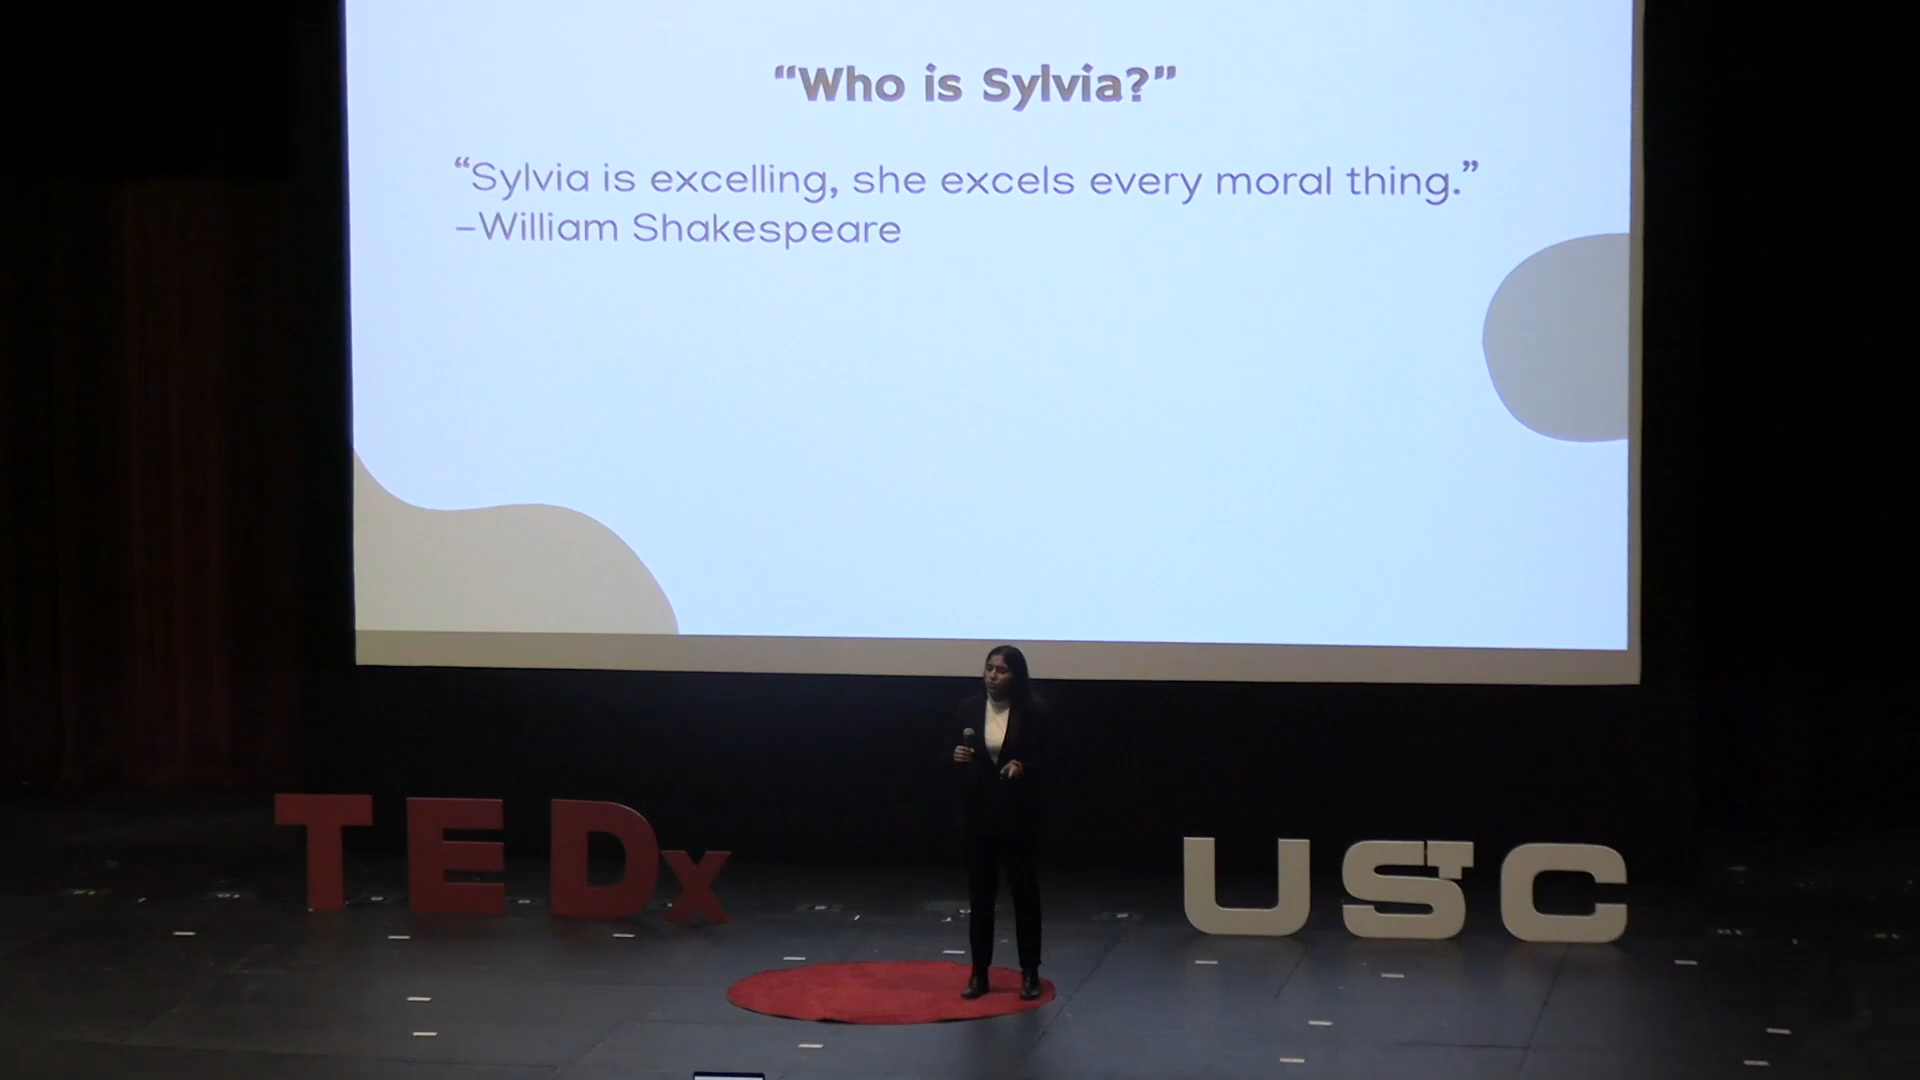 “Who is Sylvia?”
“Sylvia is excelling, she excels every moral thing.”
–William Shakespeare
TEDx USC